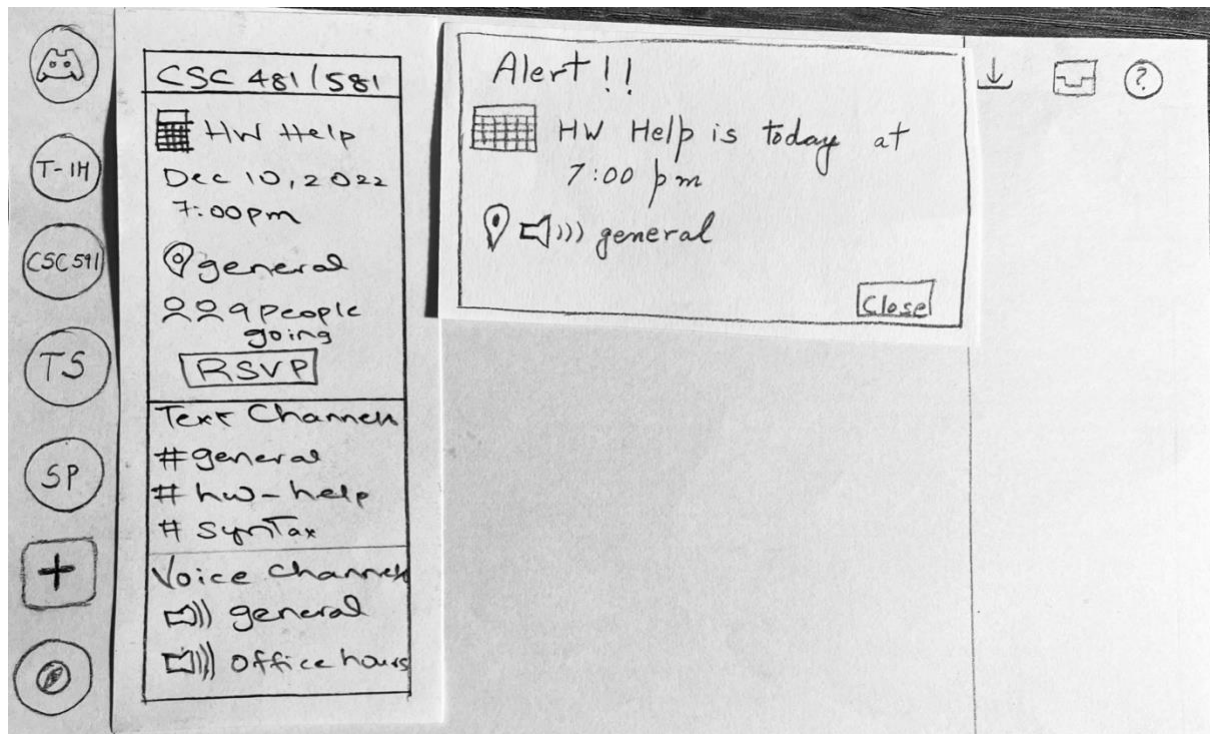 T-1H
CSC 591
TS
SP
+
CSC 481/581
HW Help
Dec 10, 2022
7:00pm
general
9 people
going
RSVP
Text Channels
#general
# hw-help
# synTax
Voice Channels
general
office hours
Alert!!
HW Help is today at
7:00 pm
general
Close
?